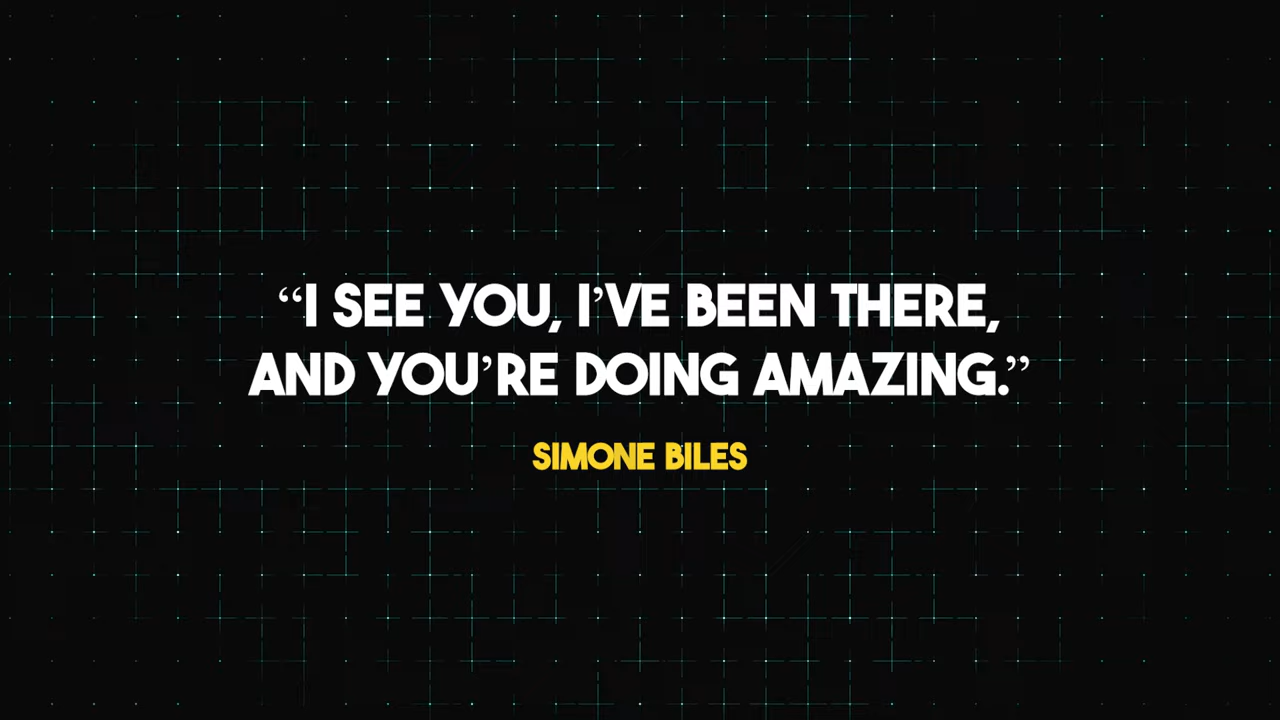 “I SEE YOU, I’VE BEEN THERE,
AND YOU’RE DOING AMAZING.”
SIMONE BILES